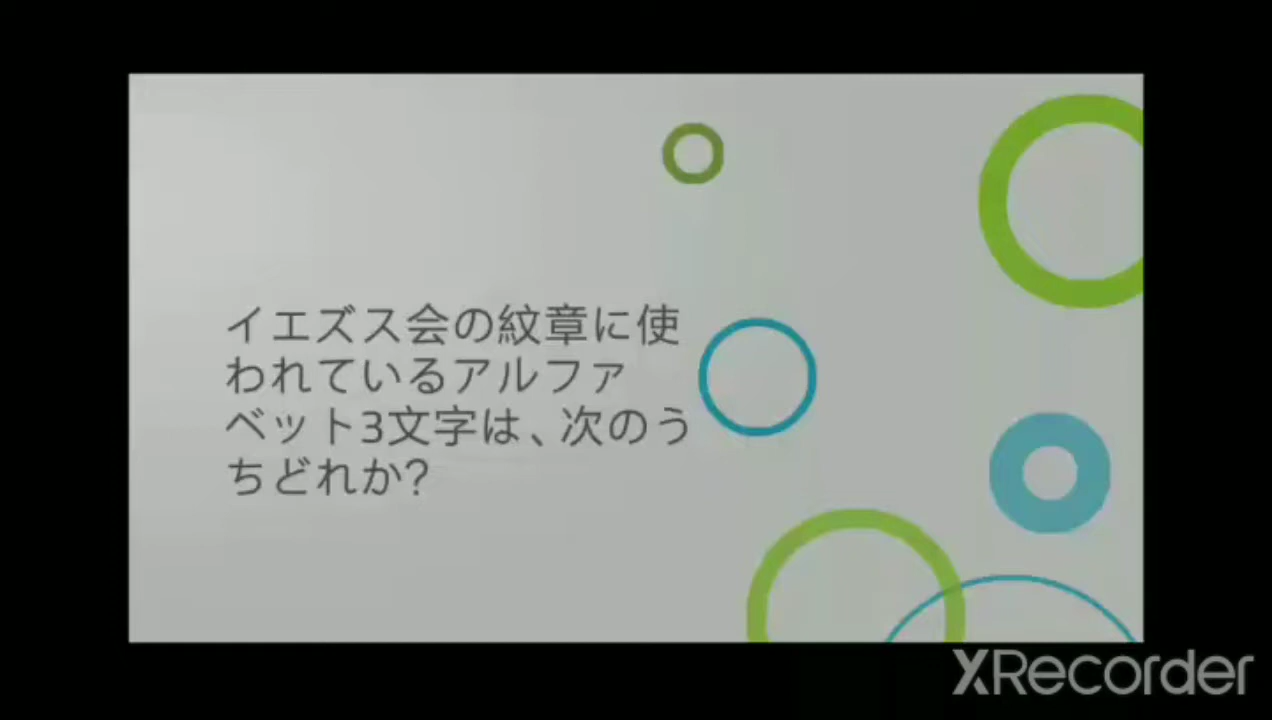 イエズス会の紋章に使
われているアルファ
ベット3文字は、次のう
ちどれか?
XRecorder